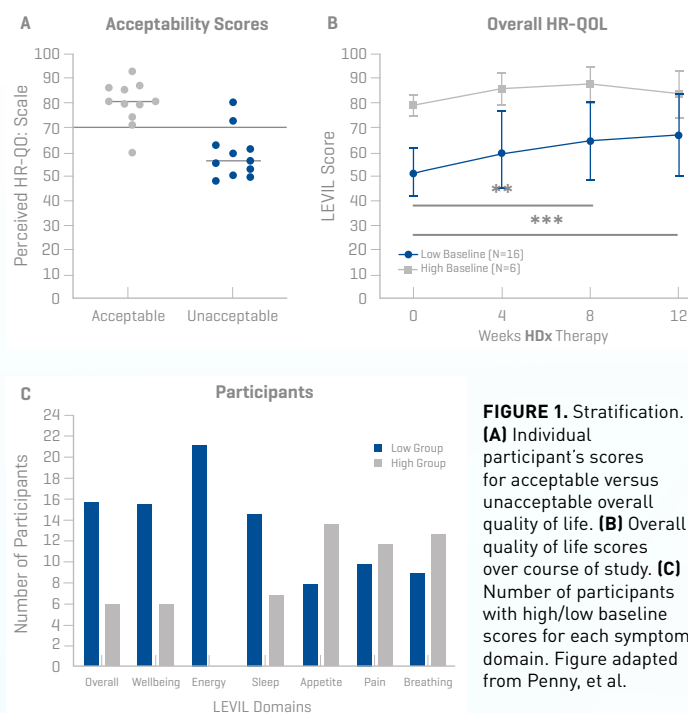 A
Acceptability Scores
100
90
80
70
60
50
40
30
20
10
0
Perceived HR-QO: Scale
Acceptable
Unacceptable
B
Overall HR-QOL
100
90
80
70
60
50
40
30
20
10
0
LEVIL Score
**
***
Low Baseline (N=16)
High Baseline (N=6)
0
4
8
12
Weeks HDx Therapy
C
Participants
24
22
20
18
16
14
12
10
8
6
4
2
0
Number of Participants
Low Group
High Group
Overall
Wellbeing
Energy
Sleep
Appetite
Pain
Breathing
LEVIL Domains
FIGURE 1. Stratification.
(A) Individual
participant's scores
for acceptable versus
unacceptable overall
quality of life. (B) Overall
quality of life scores
over course of study. (C)
Number of participants
with high/low baseline
scores for each symptom
domain. Figure adapted
from Penny, et al.